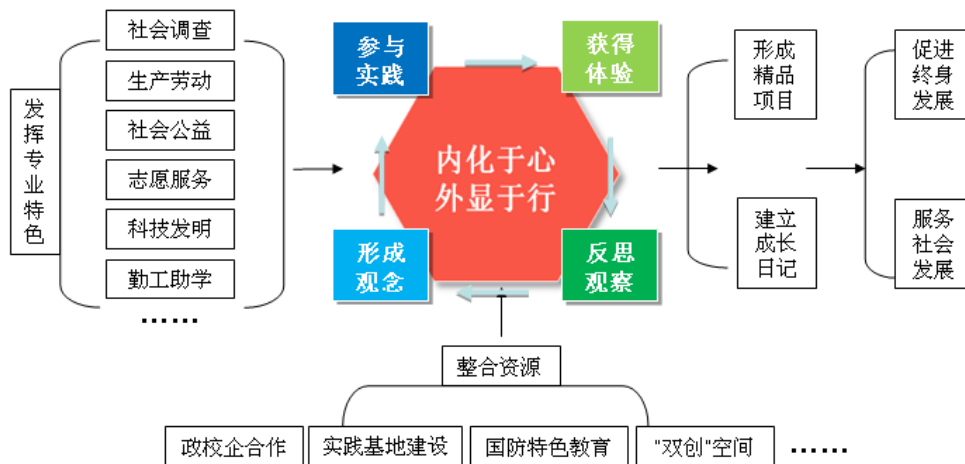 发挥专业特色
社会调查
生产劳动
社会公益
志愿服务
科技发明
勤工助学
……
参与
实践
获得
体验
内化于心
外显于行
形成
观念
反思
观察
形成
精品
项目
建立
成长
日记
促进
终身
发展
服务
社会
发展
整合资源
政校企合作
实践基地建设
国防特色教育
"双创"空间
……